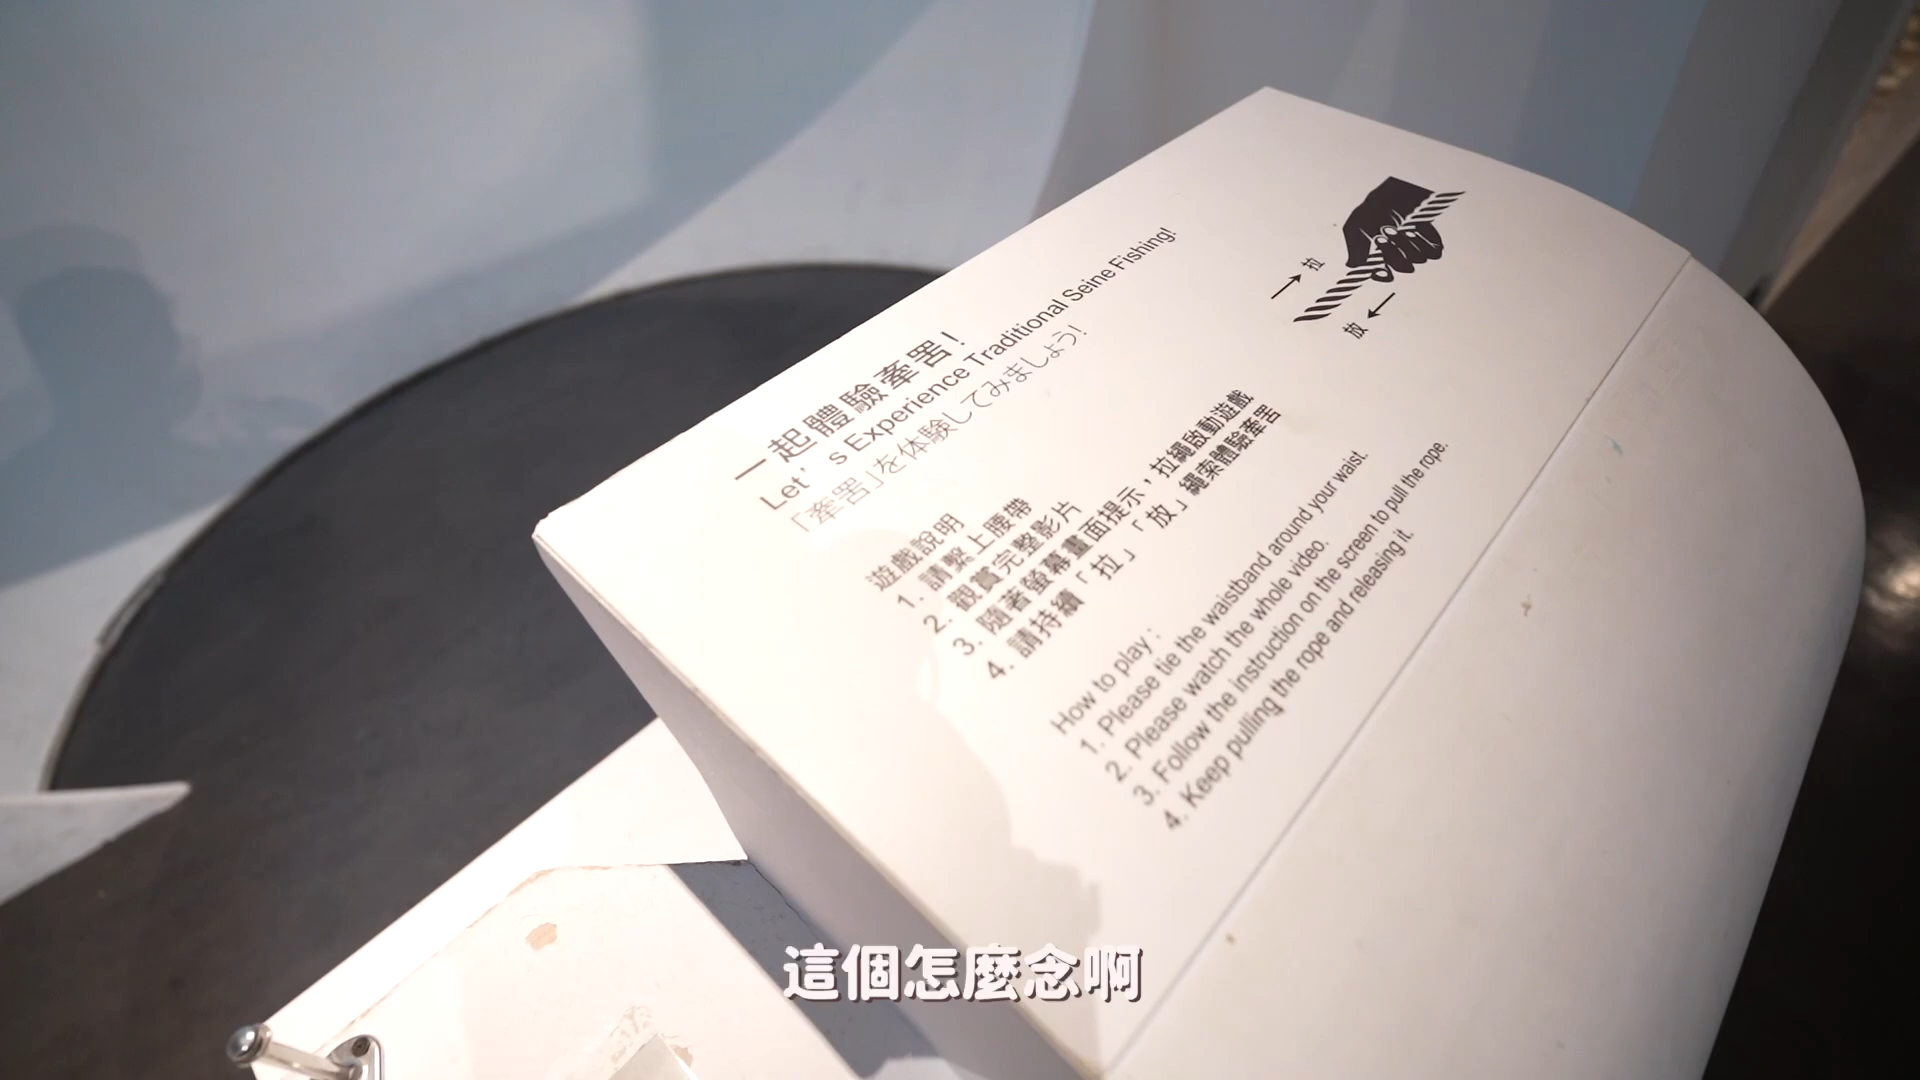 一起體驗牽罟！
Let’s Experience Traditional Seine Fishing!
「牽罟」を体験してみましょう!
拉
放
遊戲說明
1. 請繫上腰帶
2. 觀賞完整影片
3. 隨著螢幕畫面提示，拉繩啟動遊戲
4. 請持續「拉」「放」繩索體驗牽罟
How to play :
1. Please tie the waistband around your waist.
2. Please watch the whole video.
3. Follow the instruction on the screen to pull the rope.
4. Keep pulling the rope and releasing it.
這個怎麼念啊